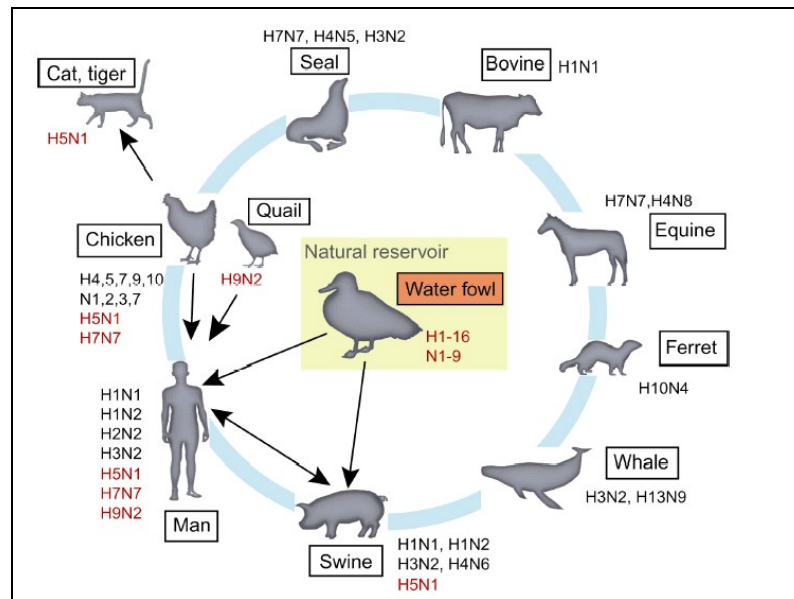 H7N7, H4N5, H3N2
Seal
Bovine
H1N1
Cat, tiger
H5N1
Chicken
H4,5,7,9,10
N1,2,3,7
H5N1
H7N7
Quail
H9N2
Natural reservoir
Water fowl
H1-16
N1-9
H7N7,H4N8
Equine
Ferret
H10N4
Whale
H3N2, H13N9
H1N1
H1N2
H2N2
H3N2
H5N1
H7N7
H9N2
Man
Swine
H1N1, H1N2
H3N2, H4N6
H5N1